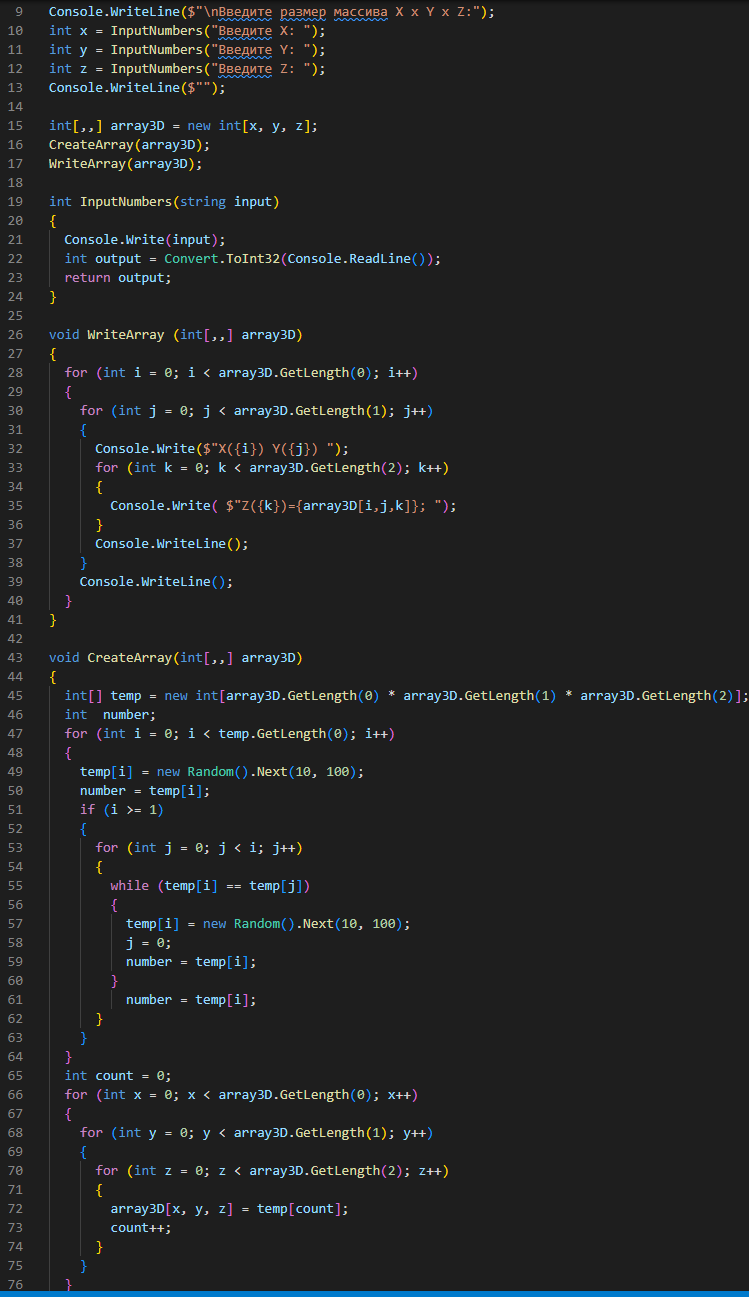 9 Console.WriteLine($"\nВведите размер массива X x Y x Z:");
10 int x = InputNumbers("Введите X: ");
11 int y = InputNumbers("Введите Y: ");
12 int z = InputNumbers("Введите Z: ");
13 Console.WriteLine($"");
14
15 int[,,] array3D = new int[x, y, z];
16 CreateArray(array3D);
17 WriteArray(array3D);
18
19 int InputNumbers(string input)
20 {
21 Console.Write(input);
22 int output = Convert.ToInt32(Console.ReadLine());
23 return output;
24 }
25
26 void WriteArray (int[,,] array3D)
27 {
28 for (int i = 0; i < array3D.GetLength(0); i++)
29 {
30 for (int j = 0; j < array3D.GetLength(1); j++)
31 {
32 Console.Write($"X({i}) Y({j}) ");
33 for (int k = 0; k < array3D.GetLength(2); k++)
34 {
35 Console.Write( $"Z({k})={array3D[i,j,k]}; ");
36 }
37 Console.WriteLine();
38 }
39 Console.WriteLine();
40 }
41 }
42
43 void CreateArray(int[,,] array3D)
44 {
45 int[] temp = new int[array3D.GetLength(0) * array3D.GetLength(1) * array3D.GetLength(2)];
46 int  number;
47 for (int i = 0; i < temp.GetLength(0); i++)
48 {
49 temp[i] = new Random().Next(10, 100);
50 number = temp[i];
51 if (i >= 1)
52 {
53 for (int j = 0; j < i; j++)
54 {
55 while (temp[i] == temp[j])
56 {
57 temp[i] = new Random().Next(10, 100);
58 j = 0;
59 number = temp[i];
60 }
61 number = temp[i];
62 }
63 }
64 }
65 int count = 0;
66 for (int x = 0; x < array3D.GetLength(0); x++)
67 {
68 for (int y = 0; y < array3D.GetLength(1); y++)
69 {
70 for (int z = 0; z < array3D.GetLength(2); z++)
71 {
72 array3D[x, y, z] = temp[count];
73 count++;
74 }
75 }
76 }